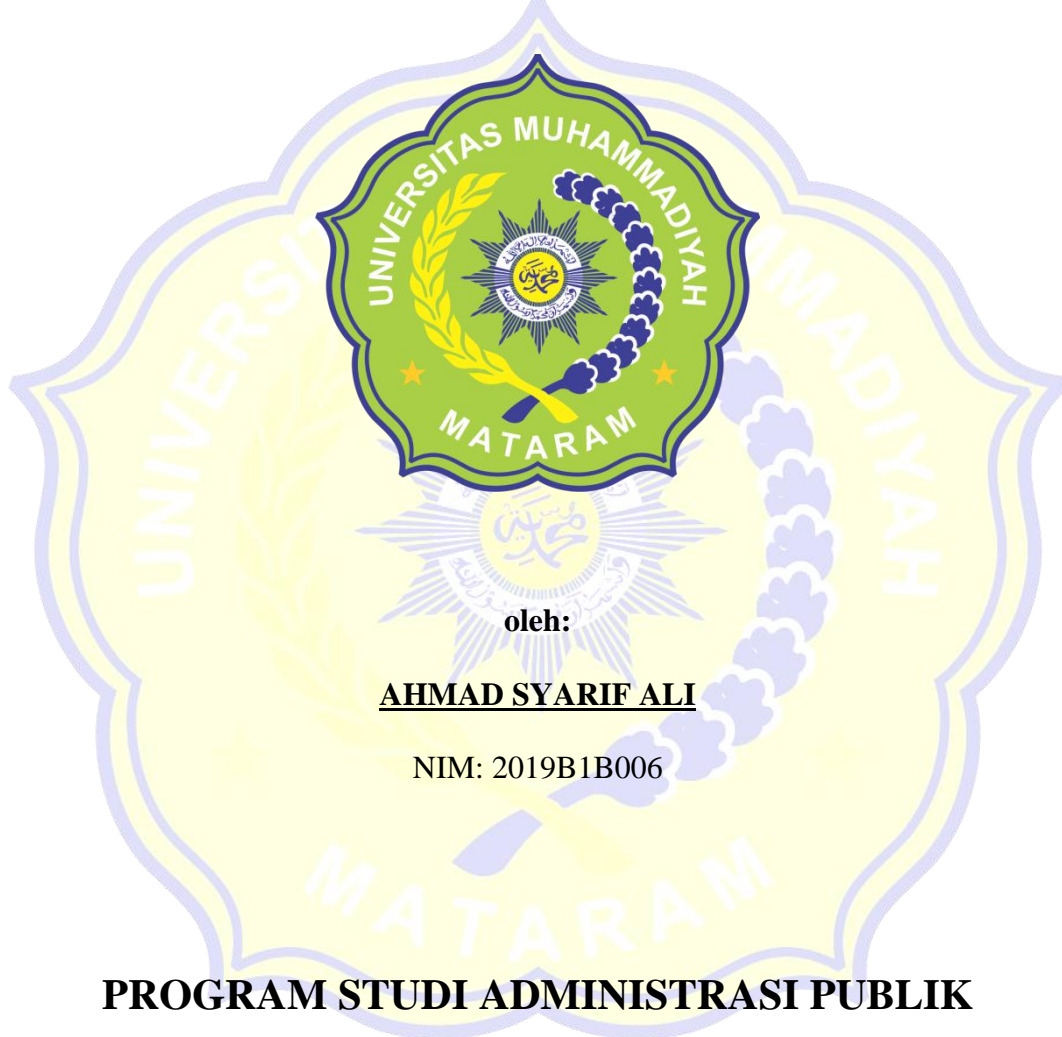 UNIVERSITAS MUHAMMADIYAH
MATARAM
oleh:
AHMAD SYARIF ALI
NIM: 2019B1B006
PROGRAM STUDI ADMINISTRASI PUBLIK